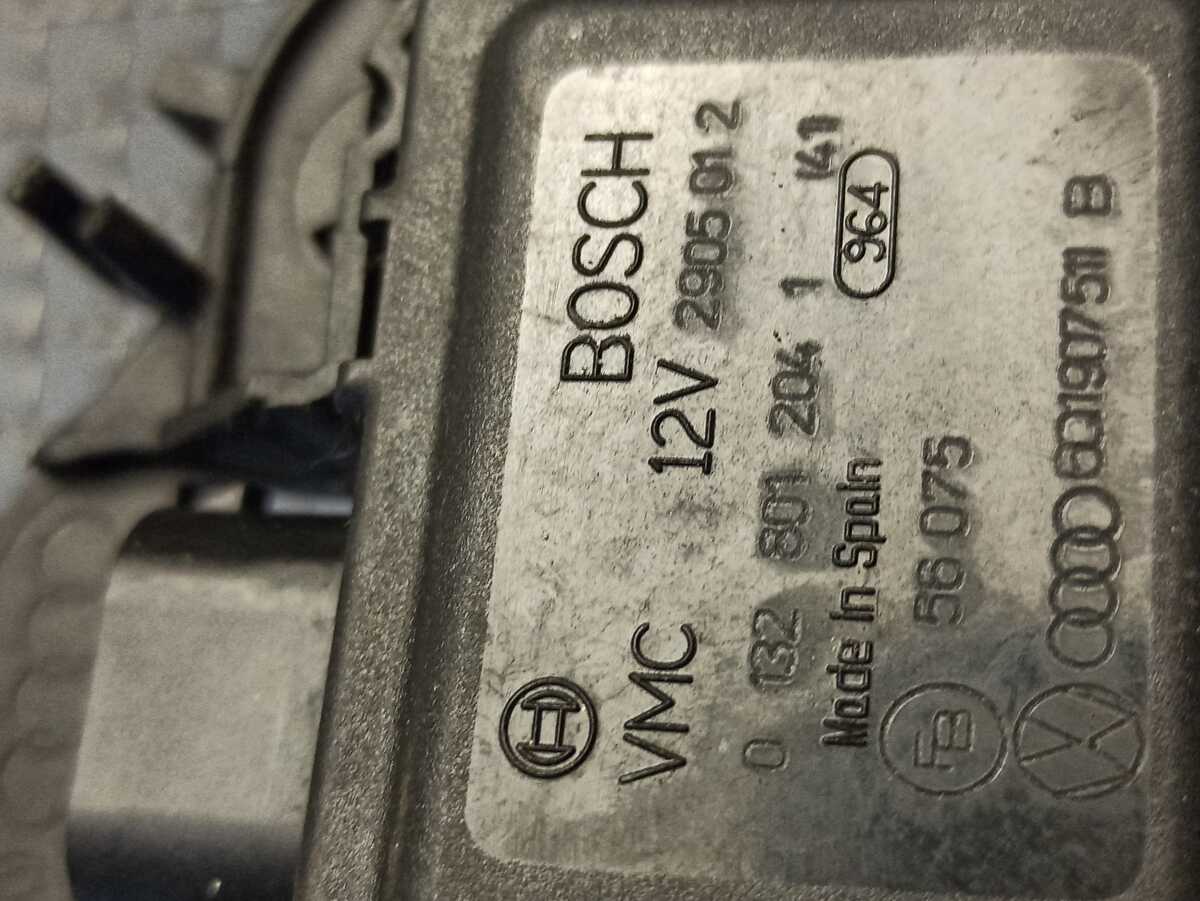 BOSCH
VMC 12V 2905 01 2
0 132 801 204 1 141
Made In Spain 964
FB 56 075
6Q1907511 B